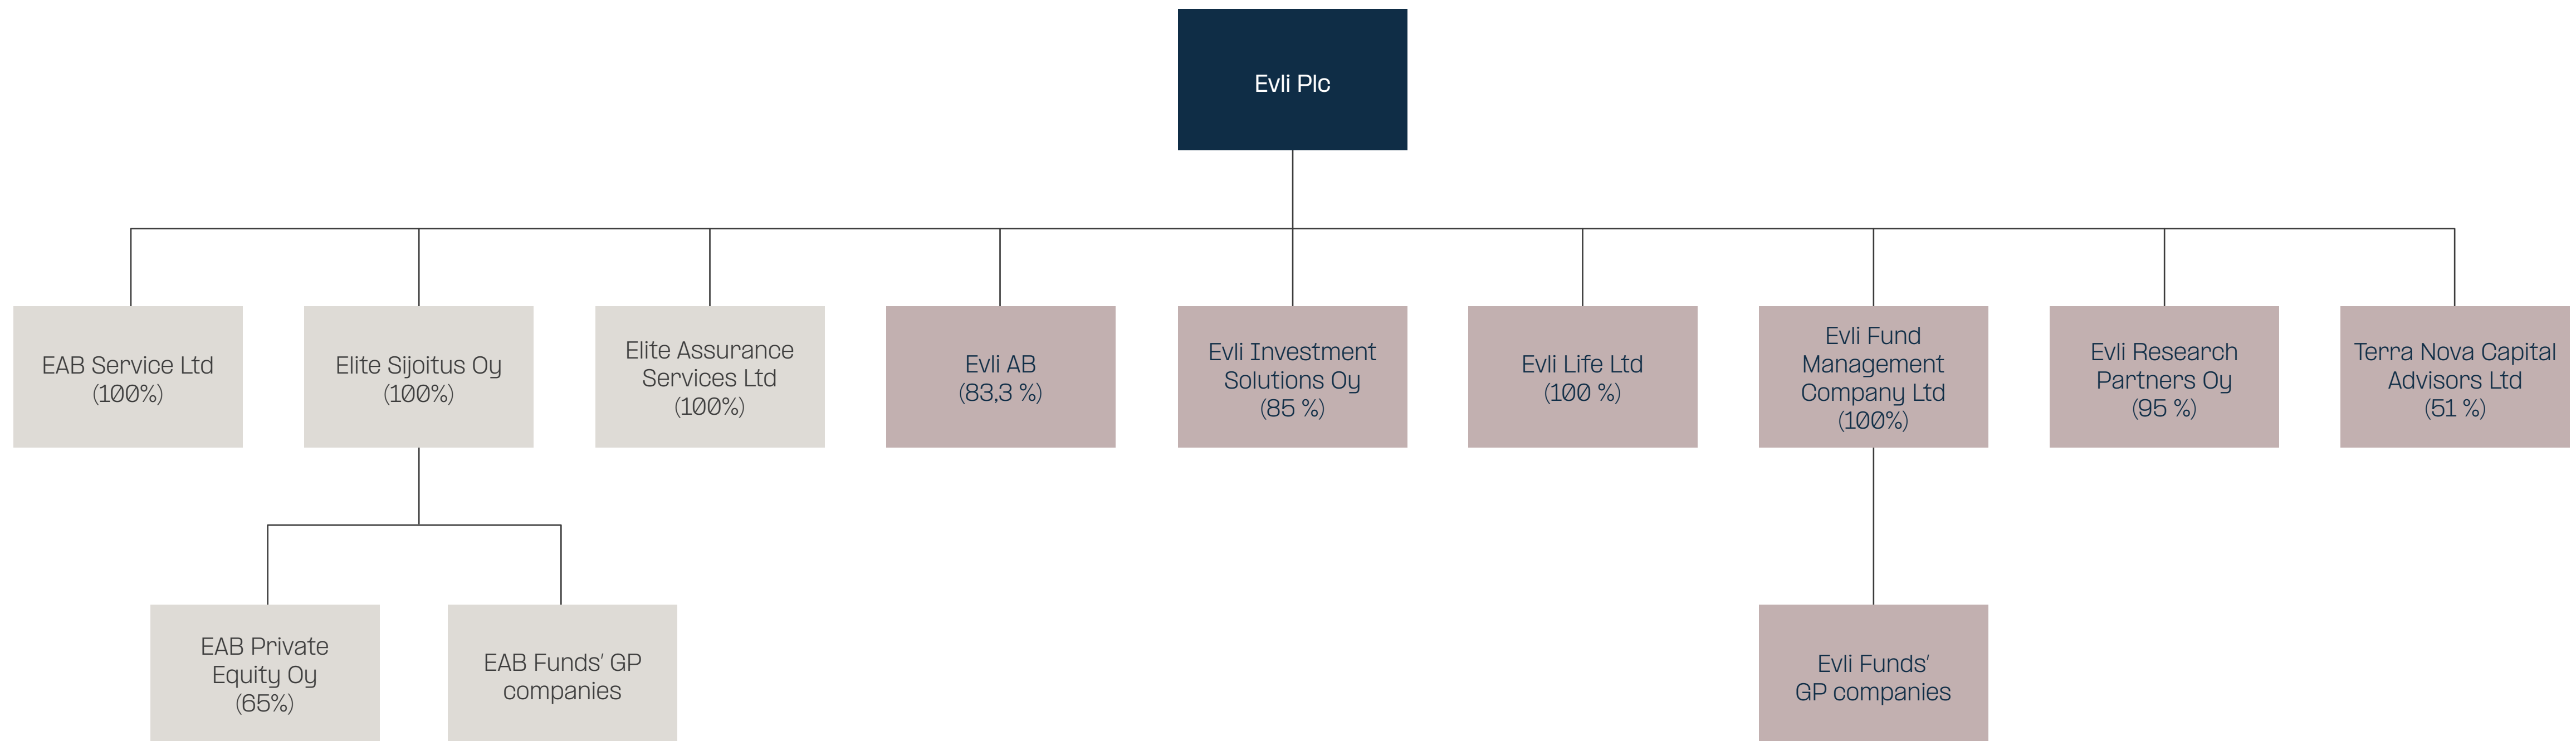 Evli Plc
EAB Service Ltd
(100%)
Elite Sijoitus Oy
(100%)
Elite Assurance
Services Ltd
(100%)
Evli AB
(83,3 %)
Evli Investment
Solutions Oy
(85 %)
Evli Life Ltd
(100 %)
Evli Fund
Management
Company Ltd
(100%)
Evli Research
Partners Oy
(95 %)
Terra Nova Capital
Advisors Ltd
(51 %)
EAB Private
Equity Oy
(65%)
EAB Funds’ GP
companies
Evli Funds’
GP companies